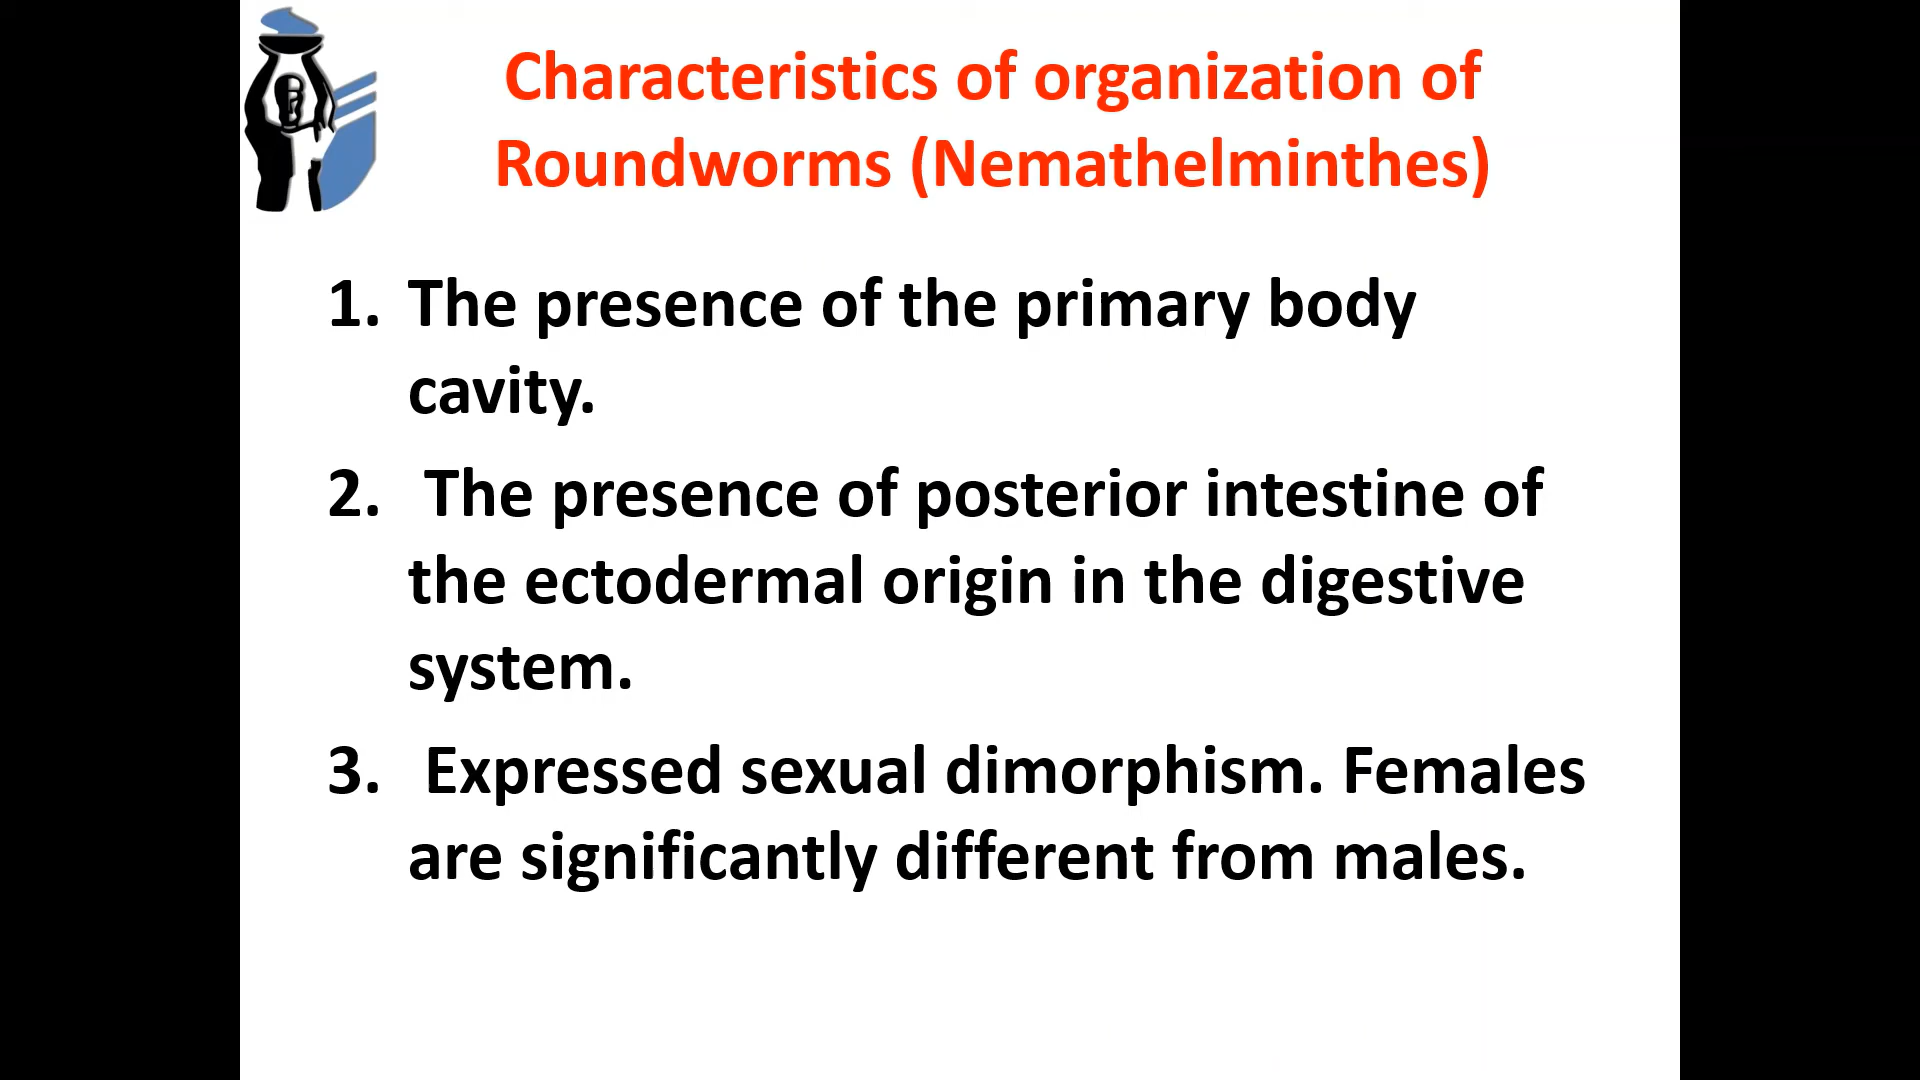 Characteristics of organization of
Roundworms (Nemathelminthes)
1. The presence of the primary body
cavity.
2. The presence of posterior intestine of
the ectodermal origin in the digestive
system.
3. Expressed sexual dimorphism. Females
are significantly different from males.